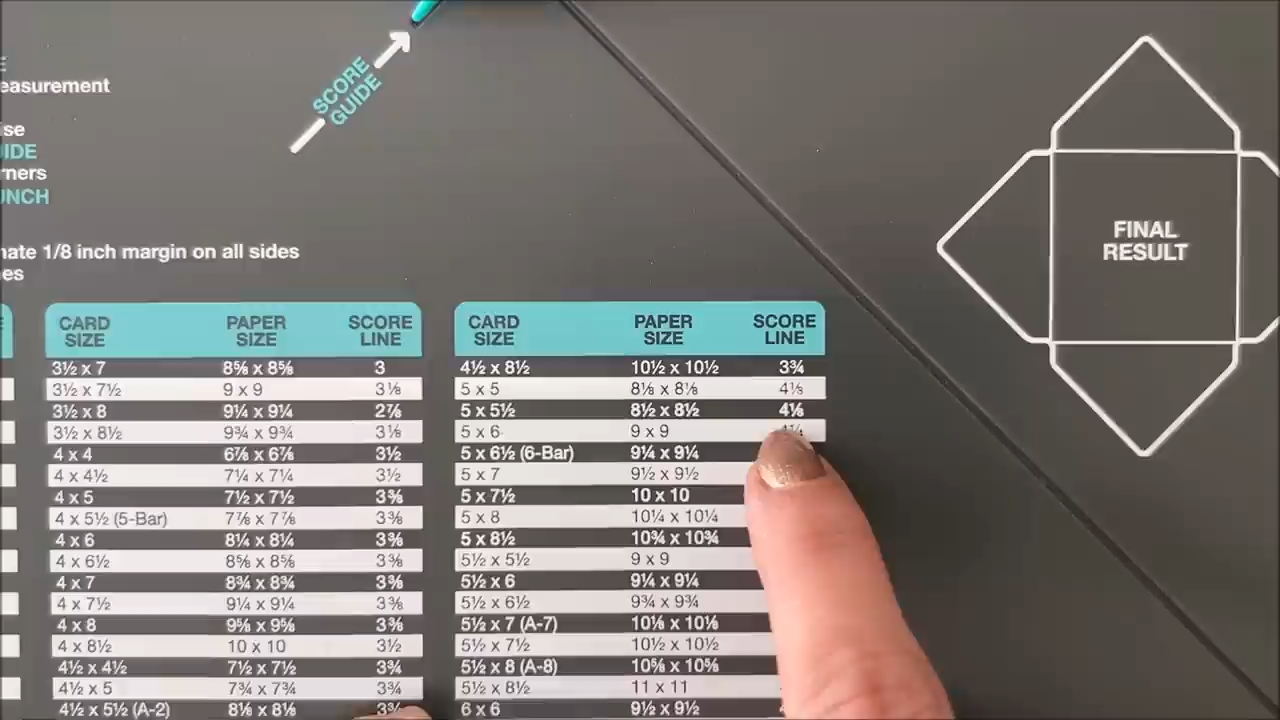 SCORE
GUIDE
easurement
ise
IDE
rners
UNCH
FINAL
RESULT
nate 1/8 inch margin on all sides
es
CARD SIZE PAPER SIZE SCORE LINE
3½ x 7 8⅝ x 8⅝ 3
3½ x 7½ 9 x 9 3⅛
3½ x 8 9¼ x 9¼ 2⅞
3½ x 8½ 9¾ x 9¾ 3⅛
4 x 4 6⅞ x 6⅞ 3½
4 x 4½ 7¼ x 7¼ 3½
4 x 5 7½ x 7½ 3⅜
4 x 5½ (5-Bar) 7⅞ x 7⅞ 3⅜
4 x 6 8¼ x 8¼ 3⅜
4 x 6½ 8⅝ x 8⅝ 3⅜
4 x 7 8¾ x 8¾ 3⅜
4 x 7½ 9¼ x 9¼ 3⅜
4 x 8 9⅝ x 9⅝ 3⅜
4 x 8½ 10 x 10 3½
4½ x 4½ 7½ x 7½ 3¾
4½ x 5 7¾ x 7¾ 3¾
4½ x 5½ (A-2) 8⅛ x 8⅛
CARD SIZE PAPER SIZE SCORE LINE
4½ x 8½ 10½ x 10½ 3¾
5 x 5 8⅛ x 8⅛ 4⅛
5 x 5½ 8½ x 8½ 4⅛
5 x 6 9 x 9
5 x 6½ (6-Bar) 9¼ x 9¼
5 x 7 9½ x 9½
5 x 7½ 10 x 10
5 x 8 10¼ x 10¼
5 x 8½ 10¾ x 10¾
5½ x 5½ 9 x 9
5½ x 6 9¼ x 9¼
5½ x 6½ 9¾ x 9¾
5½ x 7 (A-7) 10⅛ x 10⅛
5½ x 7½ 10½ x 10½
5½ x 8 (A-8) 10⅝ x 10⅝
5½ x 8½ 11 x 11
6 x 6 9½ x 9½